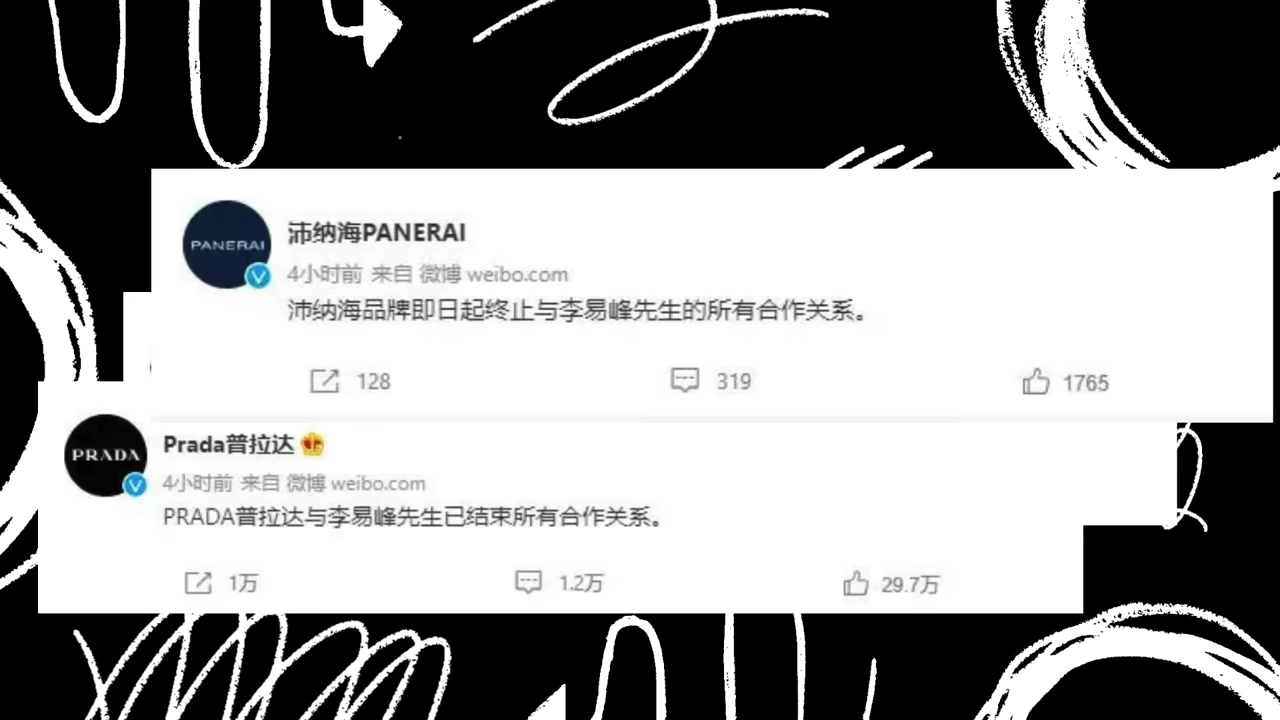 PANERAI
沛纳海PANERAI
4小时前 来自 微博 weibo.com
沛纳海品牌即日起终止与李易峰先生的所有合作关系。
128 319 1765
PRADA
Prada普拉达
4小时前 来自 微博 weibo.com
PRADA普拉达与李易峰先生已结束所有合作关系。
1万 1.2万 29.7万